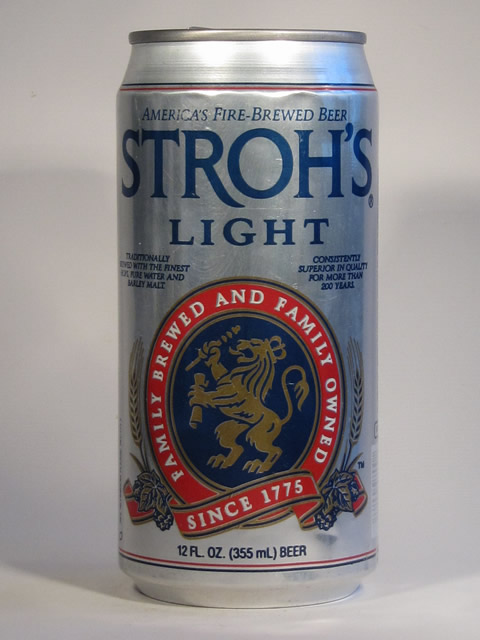 AMERICA'S FIRE-BREWED BEER
STROH'S®
LIGHT
TRADITIONALLY
WITH THE FINEST
PURE WATER AND
BARLEY MALT.
CONSISTENTLY
SUPERIOR IN QUALITY
FOR MORE THAN
200 YEARS.
FAMILY BREWED AND FAMILY OWNED
SINCE 1775
TM
12 FL. OZ. (355 mL) BEER